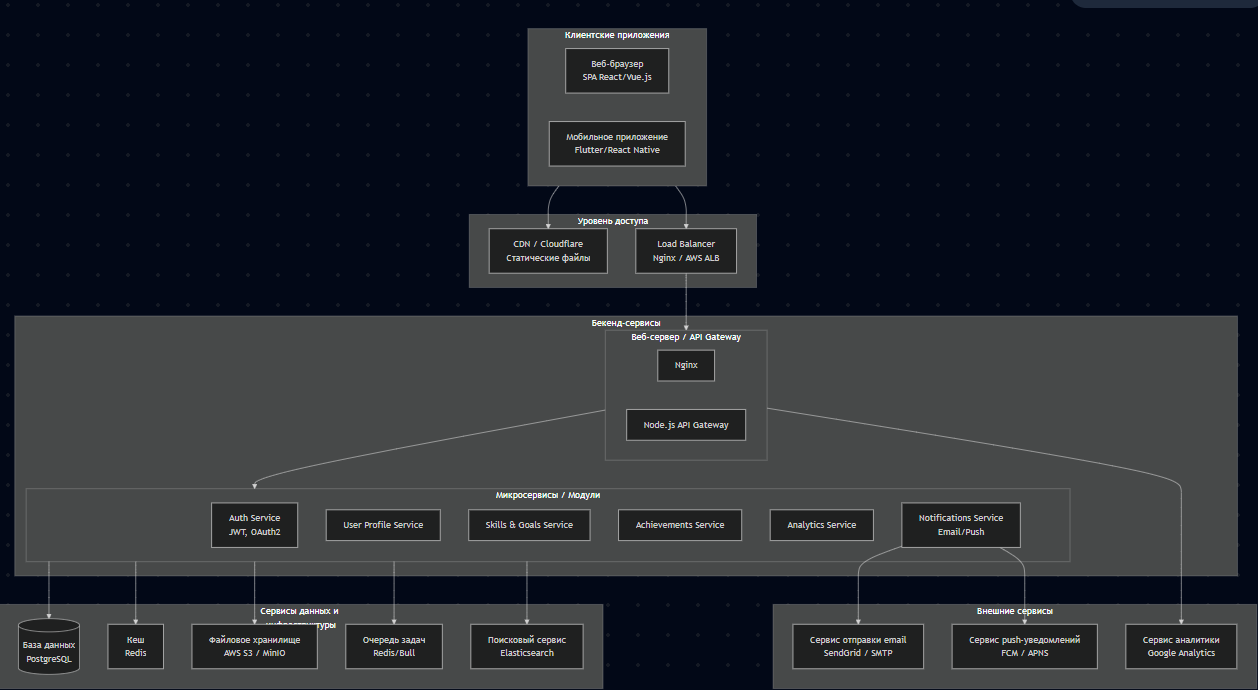 Клиентские приложения
Веб-браузер
SPA React/Vue.js
Мобильное приложение
Flutter/React Native
Уровень доступа
CDN / Cloudflare
Статические файлы
Load Balancer
Nginx / AWS ALB
Бекенд-сервисы
Веб-сервер / API Gateway
Nginx
Node.js API Gateway
Микросервисы / Модули
Auth Service
JWT, OAuth2
User Profile Service
Skills & Goals Service
Achievements Service
Analytics Service
Notifications Service
Email/Push
Сервисы данных и
инфраструктуры
База данных
PostgreSQL
Кеш
Redis
Файловое хранилище
AWS S3 / MinIO
Очередь задач
Redis/Bull
Поисковый сервис
Elasticsearch
Внешние сервисы
Сервис отправки email
SendGrid / SMTP
Сервис push-уведомлений
FCM / APNS
Сервис аналитики
Google Analytics